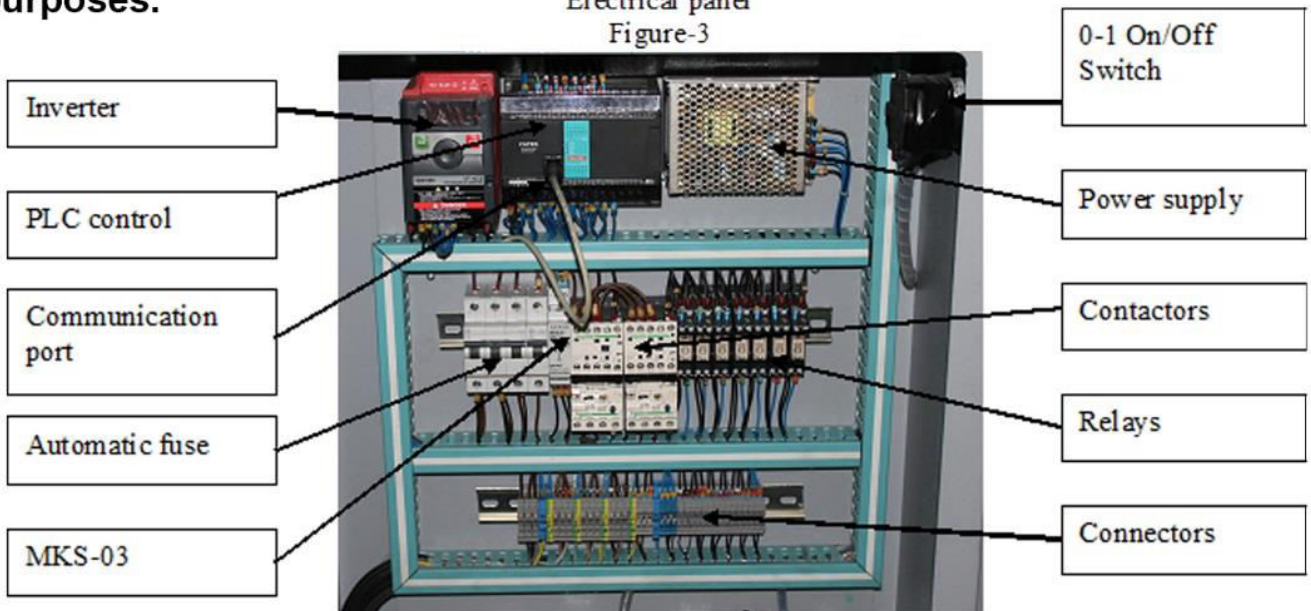 purposes.
Electrical panel
Figure-3
0-1 On/Off
Switch
Inverter
PLC control
Power supply
Communication
port
Contactors
Automatic fuse
Relays
MKS-03
Connectors